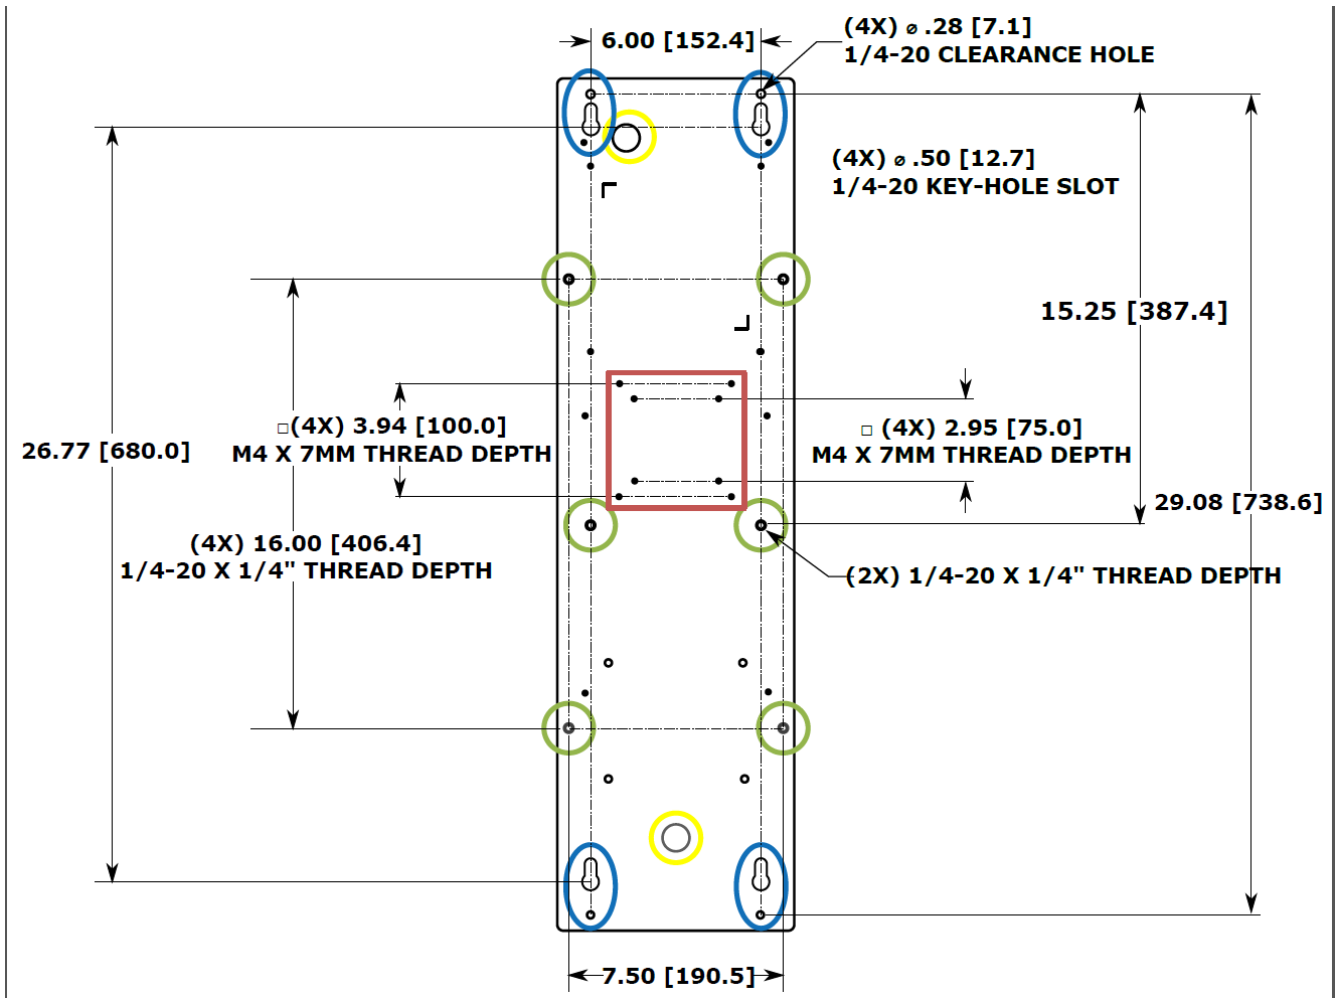 6.00 [152.4]
(4X) ⌀ .28 [7.1]
1/4-20 CLEARANCE HOLE
(4X) ⌀ .50 [12.7]
1/4-20 KEY-HOLE SLOT
15.25 [387.4]
□(4X) 3.94 [100.0]
M4 X 7MM THREAD DEPTH
□ (4X) 2.95 [75.0]
M4 X 7MM THREAD DEPTH
26.77 [680.0]
29.08 [738.6]
(4X) 16.00 [406.4]
1/4-20 X 1/4" THREAD DEPTH
(2X) 1/4-20 X 1/4" THREAD DEPTH
7.50 [190.5]